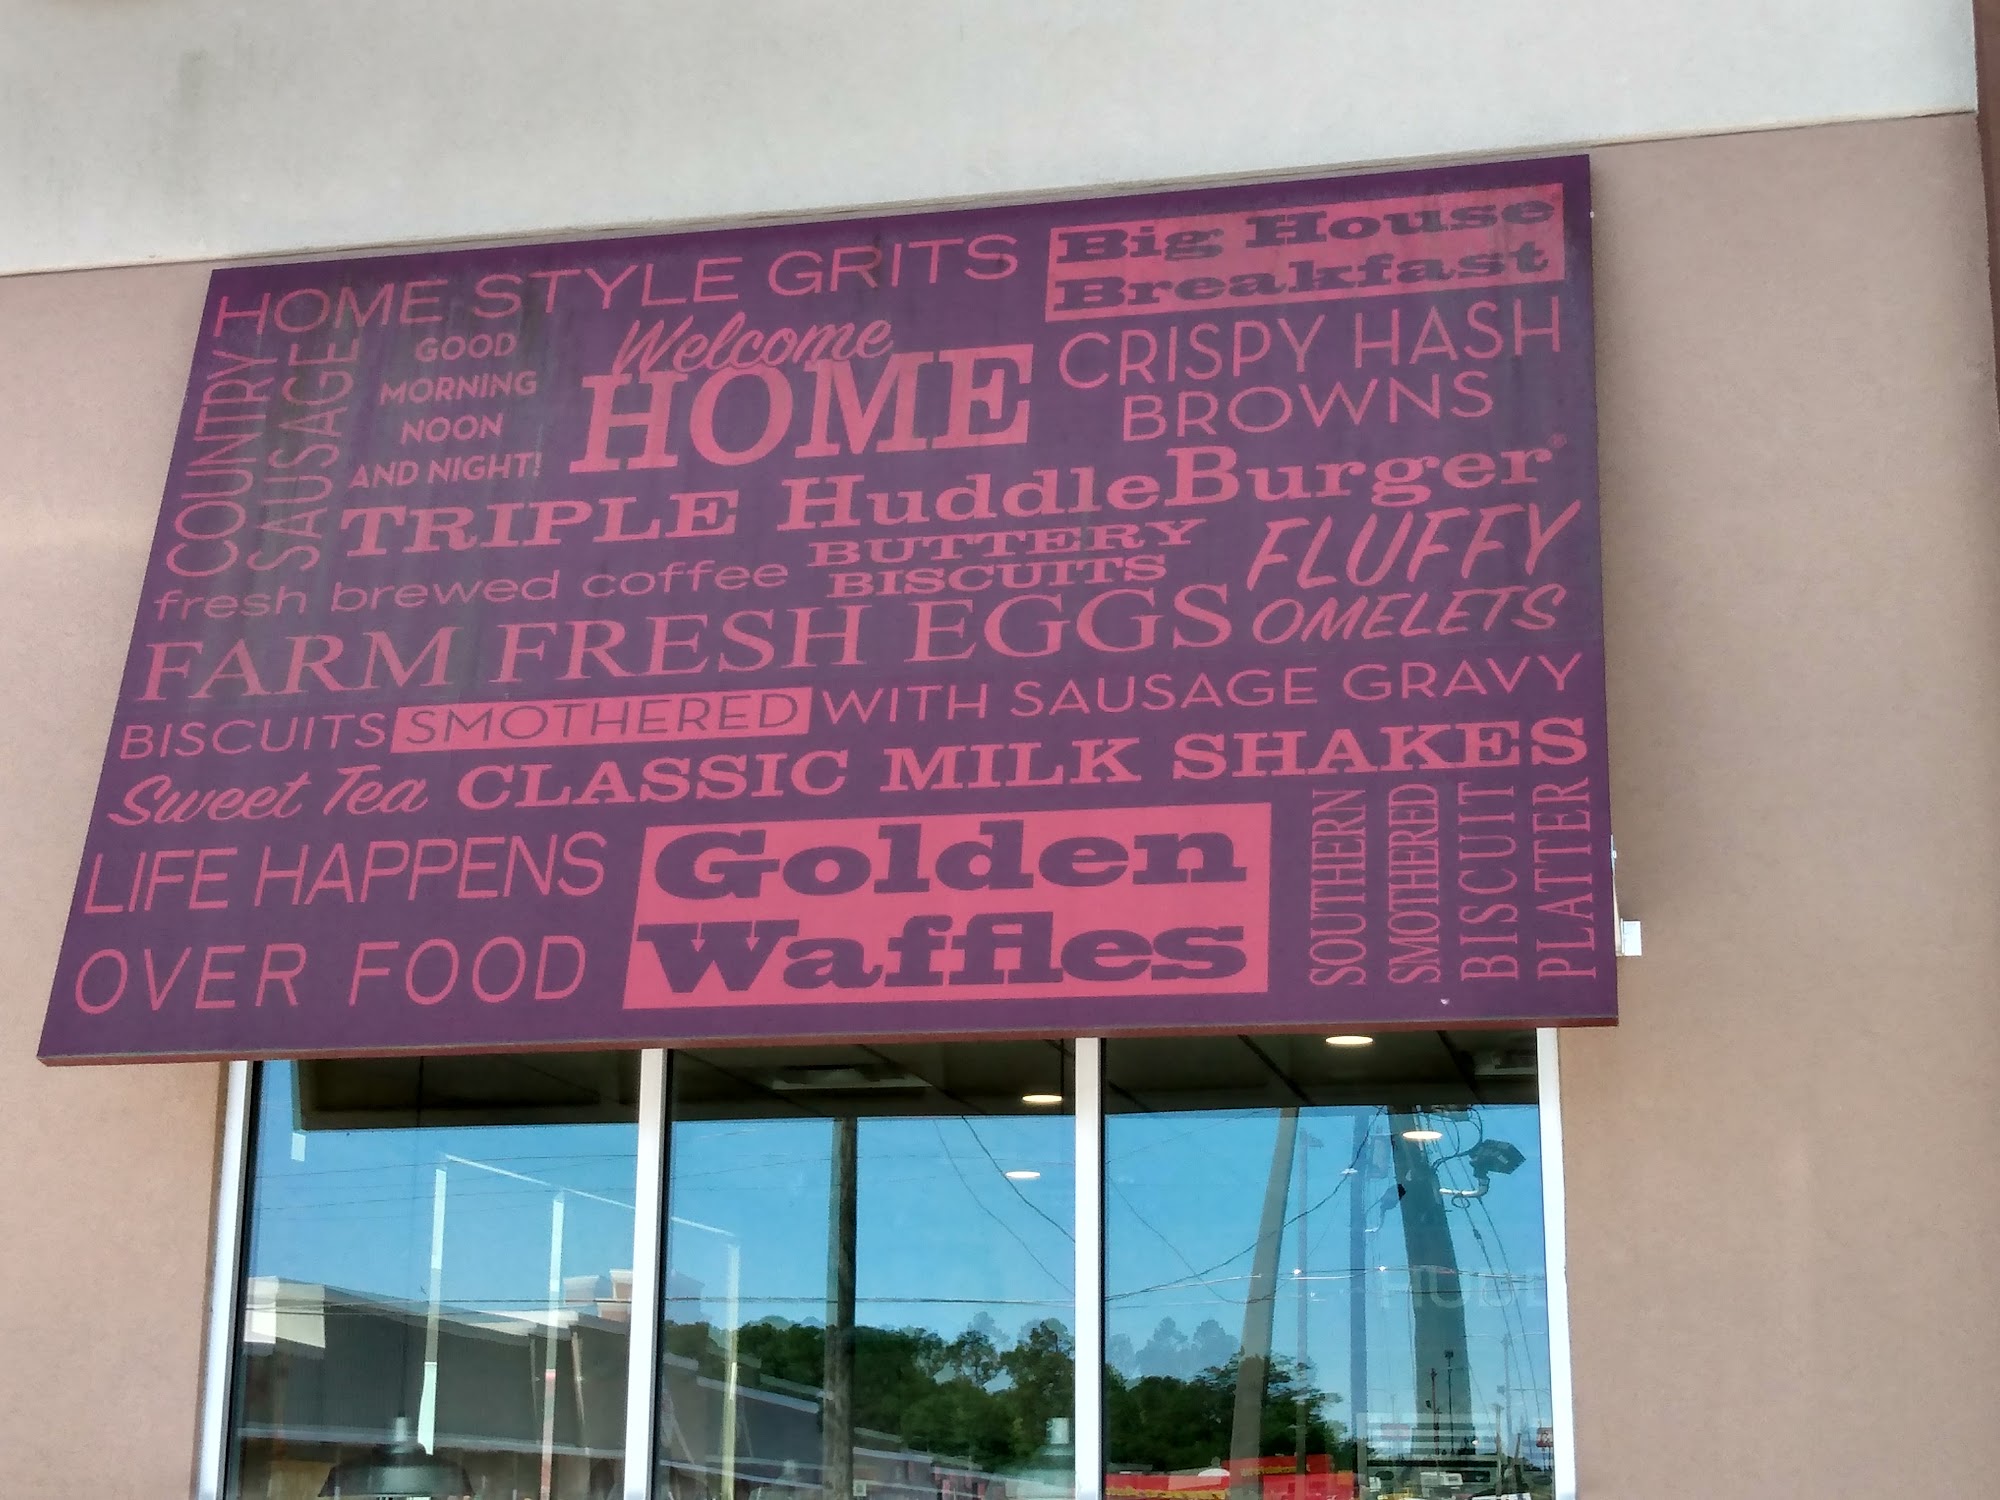 HOME STYLE GRITS
Big House
Breakfast
COUNTRY
SAUSAGE
GOOD
MORNING
NOON
AND NIGHT!
Welcome
HOME
CRISPY HASH
BROWNS
TRIPLE HuddleBurger®
fresh brewed coffee
BUTTERY
BISCUITS
FLUFFY
OMELETS
FARM FRESH EGGS
BISCUITS SMOTHERED WITH SAUSAGE GRAVY
Sweet Tea CLASSIC MILK SHAKES
LIFE HAPPENS
OVER FOOD
Golden
Waffles
SOUTHERN
SMOTHERED
BISCUIT
PLATTER